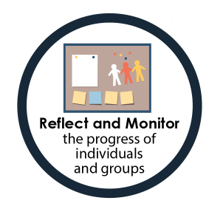 Reflect and Monitor
the progress of
individuals
and groups